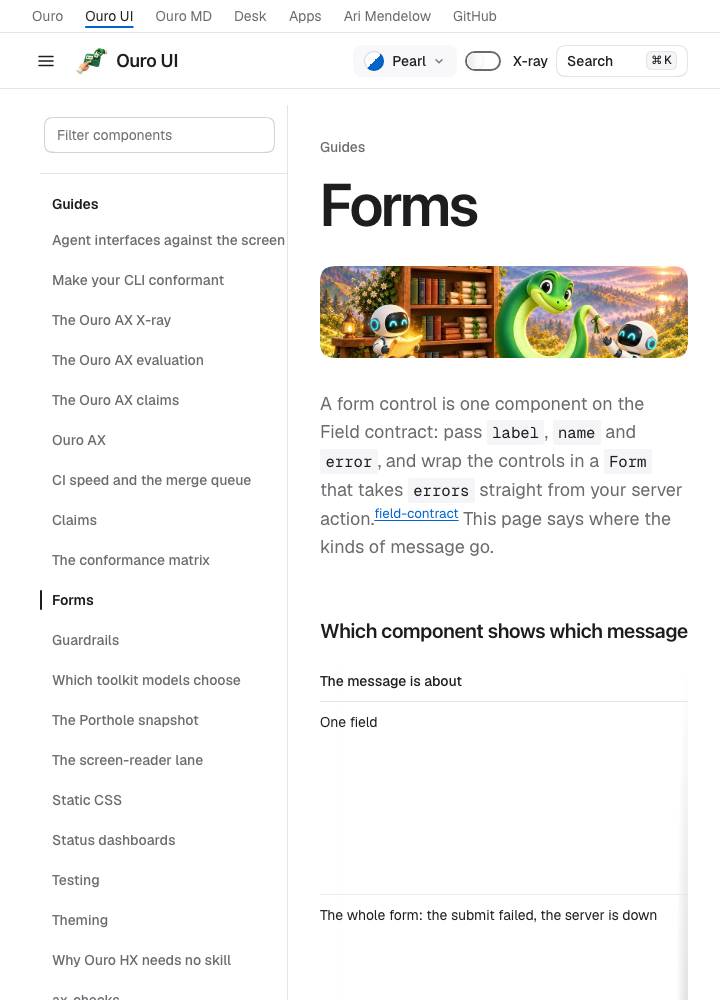 Ouro
Ouro UI
Ouro MD
Desk
Apps
Ari Mendelow
GitHub
Ouro UI
Pearl
X-ray
Search
⌘ K
Filter components
Guides
Agent interfaces against the screen
Make your CLI conformant
The Ouro AX X-ray
The Ouro AX evaluation
The Ouro AX claims
Ouro AX
CI speed and the merge queue
Claims
The conformance matrix
Forms
Guardrails
Which toolkit models choose
The Porthole snapshot
The screen-reader lane
Static CSS
Status dashboards
Testing
Theming
Why Ouro HX needs no skill
ax-checks
Guides
Forms
A form control is one component on the
Field contract: pass label, name and
error, and wrap the controls in a Form
that takes errors straight from your server
action.field-contract This page says where the
kinds of message go.
Which component shows which message
The message is about
One field
The whole form: the submit failed, the server is down